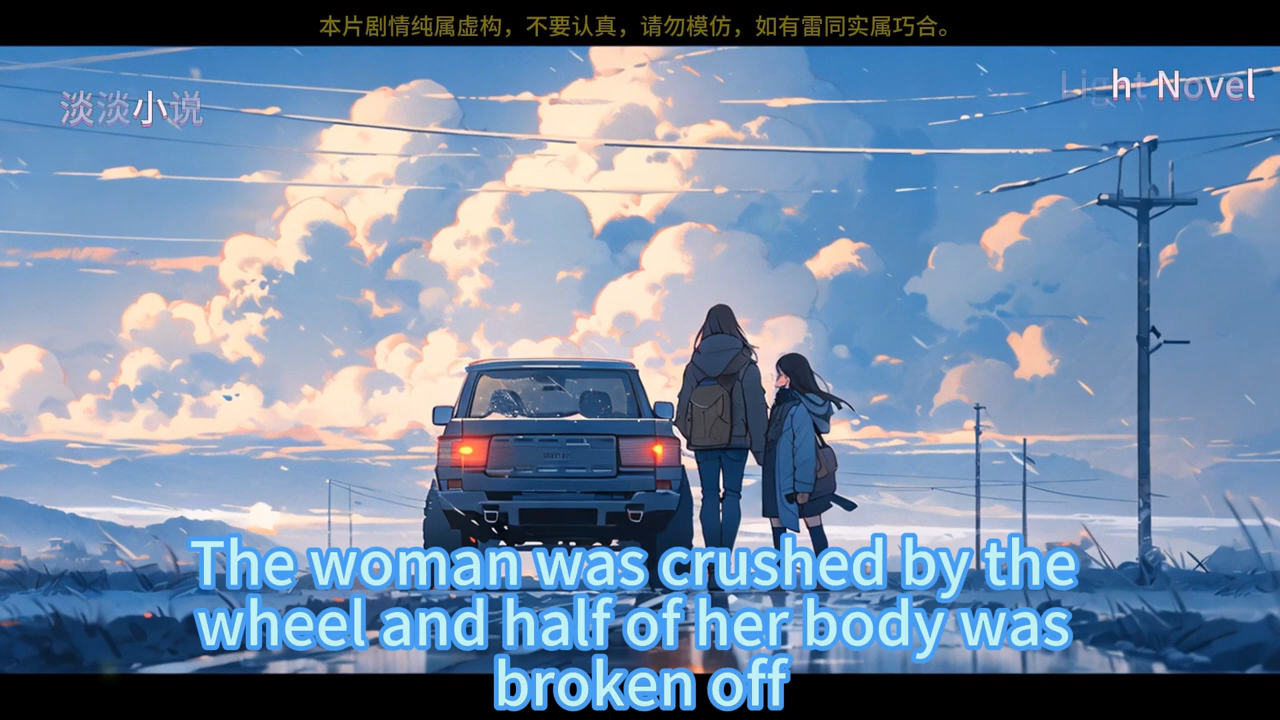 本片剧情纯属虚构，不要认真，请勿模仿，如有雷同实属巧合。
淡淡小说
Light Novel
The woman was crushed by the
wheel and half of her body was
broken off